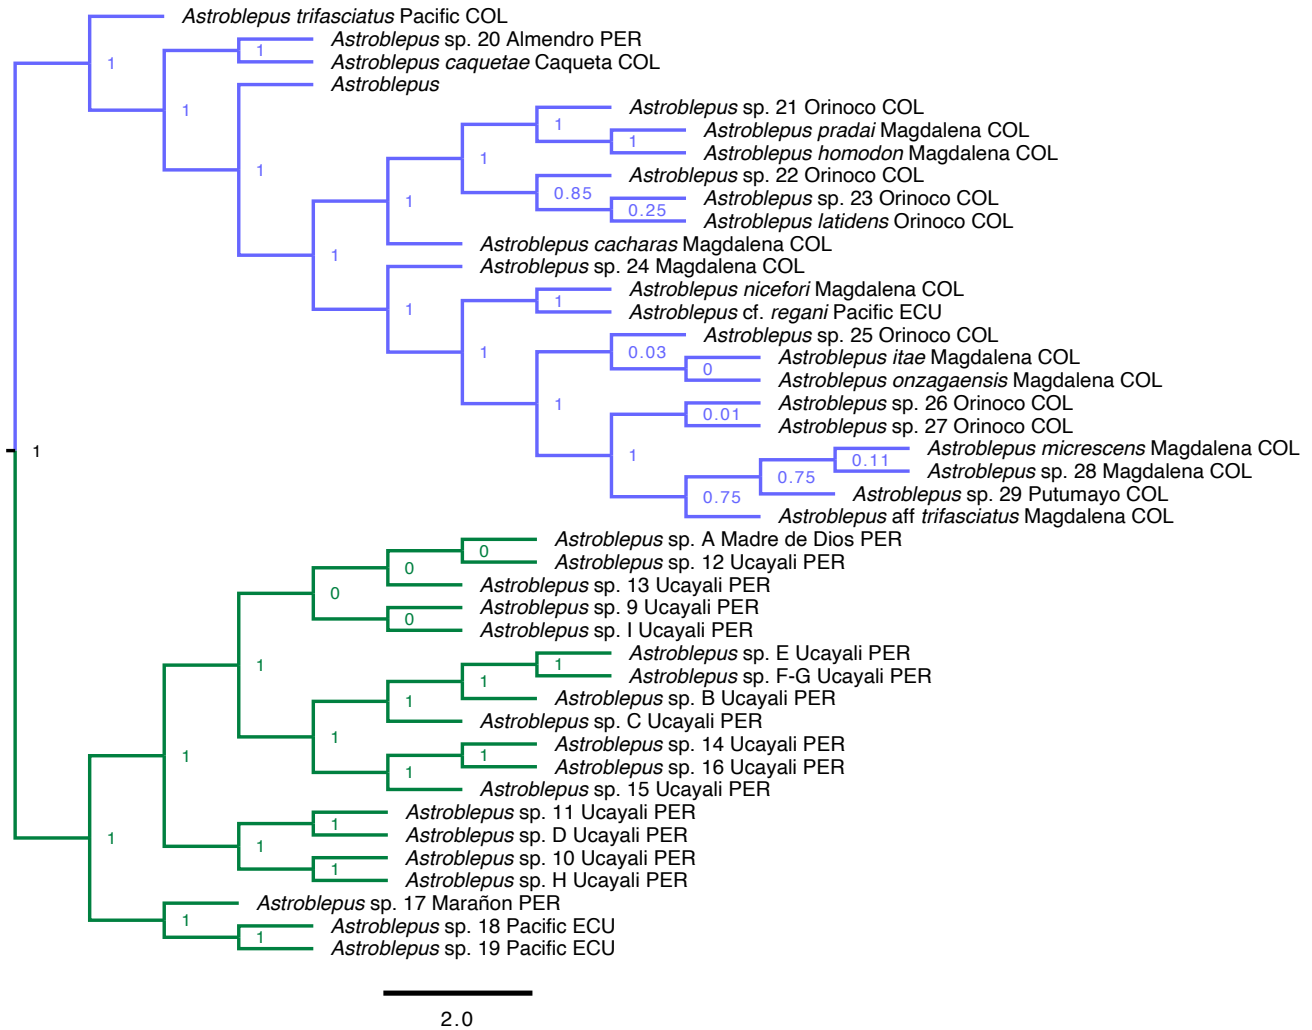 Astroblepus trifasciatus Pacific COL
Astroblepus sp. 20 Almendro PER
1
1
Astroblepus caquetae Caqueta COL
Astroblepus
1
Astroblepus sp. 21 Orinoco COL
1
Astroblepus pradai Magdalena COL
1
Astroblepus homodon Magdalena COL
1
1
Astroblepus sp. 22 Orinoco COL
0.85
Astroblepus sp. 23 Orinoco COL
1
0.25
Astroblepus latidens Orinoco COL
Astroblepus cacharas Magdalena COL
1
Astroblepus sp. 24 Magdalena COL
Astroblepus nicefori Magdalena COL
1
1
Astroblepus cf. regani Pacific ECU
Astroblepus sp. 25 Orinoco COL
1
0.03
Astroblepus itae Magdalena COL
0
Astroblepus onzagaensis Magdalena COL
1
Astroblepus sp. 26 Orinoco COL
0.01
Astroblepus sp. 27 Orinoco COL
1
1
Astroblepus micrescens Magdalena COL
0.11
Astroblepus sp. 28 Magdalena COL
0.75
Astroblepus sp. 29 Putumayo COL
0.75
Astroblepus aff trifasciatus Magdalena COL
Astroblepus sp. A Madre de Dios PER
0
Astroblepus sp. 12 Ucayali PER
0
Astroblepus sp. 13 Ucayali PER
0
Astroblepus sp. 9 Ucayali PER
0
Astroblepus sp. I Ucayali PER
Astroblepus sp. E Ucayali PER
1
1
Astroblepus sp. F-G Ucayali PER
1
Astroblepus sp. B Ucayali PER
1
Astroblepus sp. C Ucayali PER
1
Astroblepus sp. 14 Ucayali PER
1
1
Astroblepus sp. 16 Ucayali PER
1
Astroblepus sp. 15 Ucayali PER
Astroblepus sp. 11 Ucayali PER
1
Astroblepus sp. D Ucayali PER
1
1
Astroblepus sp. 10 Ucayali PER
1
Astroblepus sp. H Ucayali PER
Astroblepus sp. 17 Marañon PER
1
Astroblepus sp. 18 Pacific ECU
1
Astroblepus sp. 19 Pacific ECU
2.0